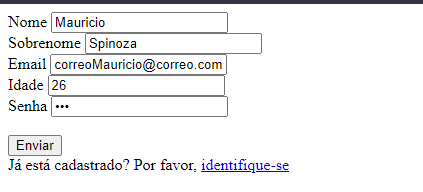 Nome Mauricio
Sobrenome Spinoza
Email correoMauricio@correo.com
Idade 26
Senha •••
Enviar
Já está cadastrado? Por favor, identifique-se